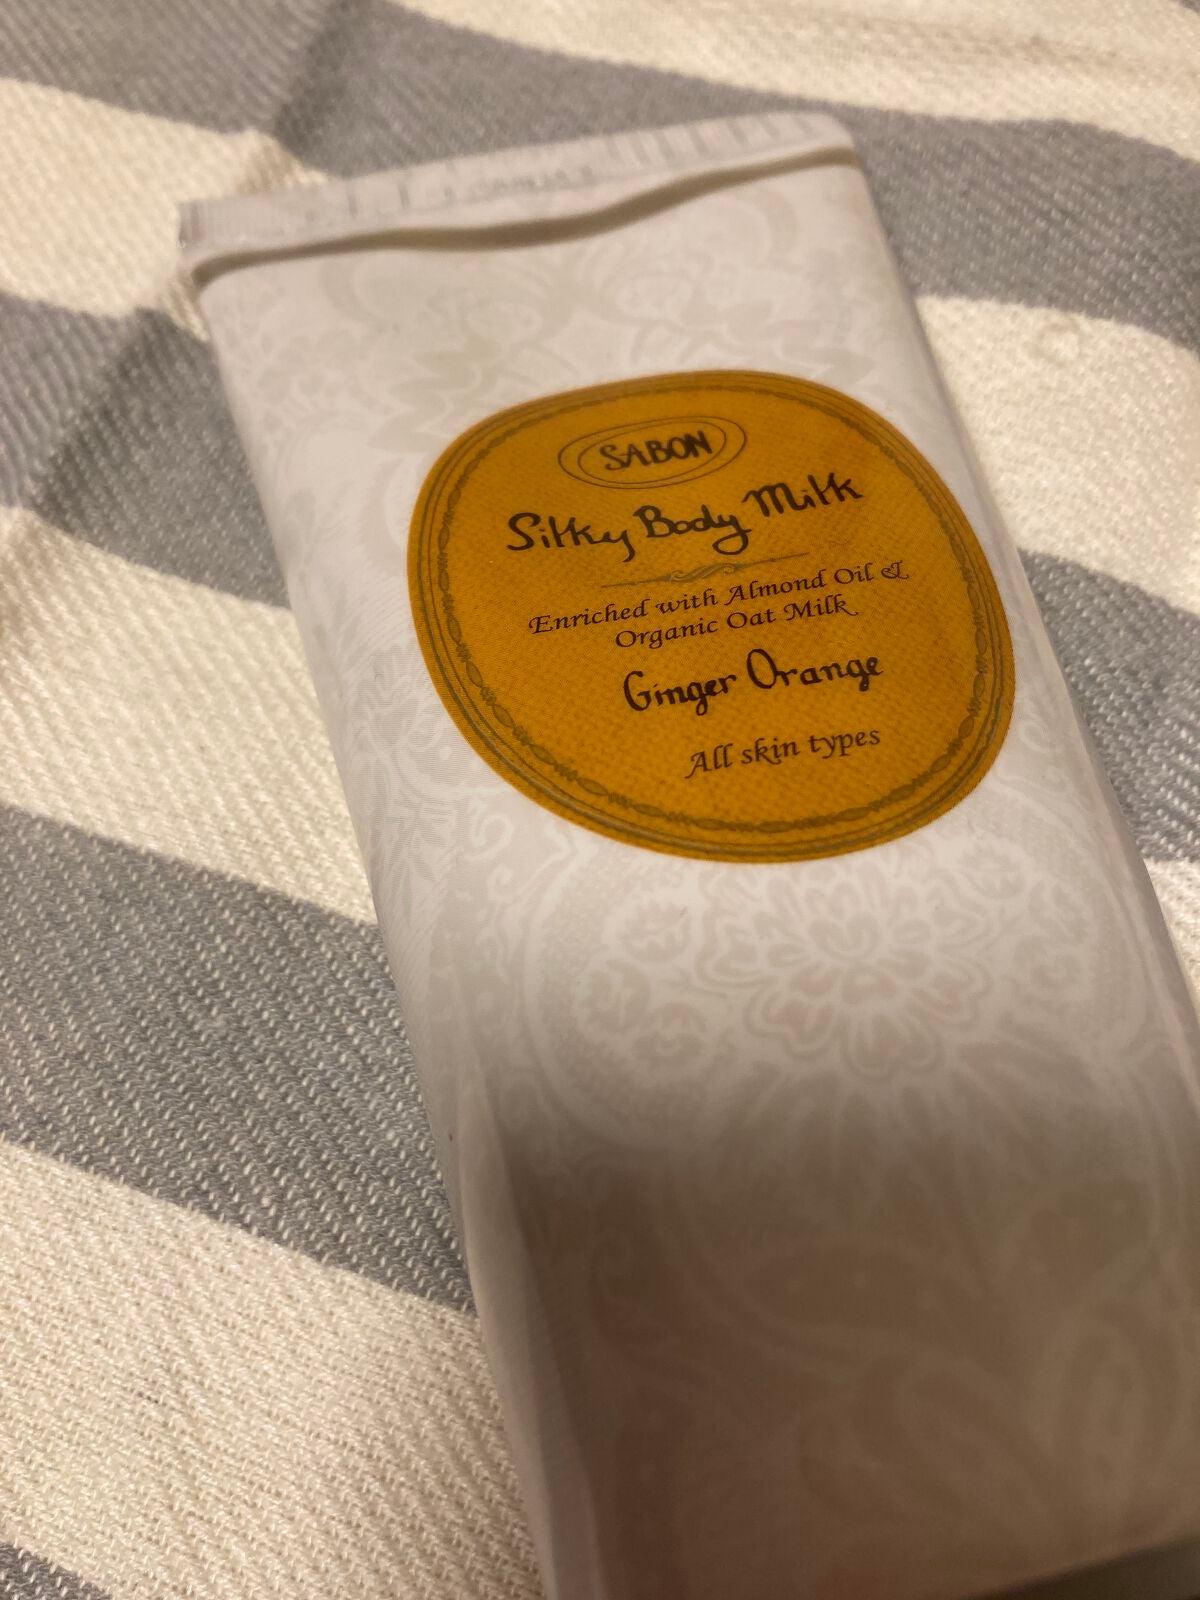 SABON
Silky Body Milk
Enriched with Almond Oil &
Organic Oat Milk
Ginger Orange
All skin types